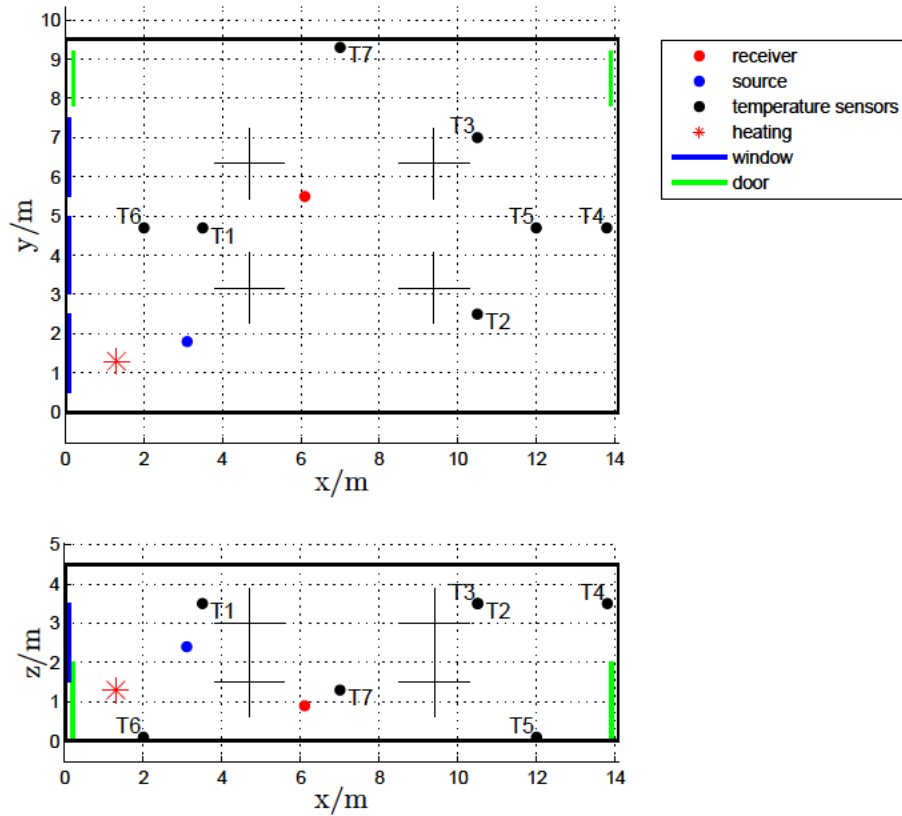 10
9
8
7
6
5
4
3
2
1
0
y/m
T7
T3
T6
T1
T5
T4
T2
0 2 4 6 8 10 12 14
x/m
receiver
source
temperature sensors
heating
window
door
5
4
3
2
1
0
z/m
T1
T3
T2
T4
T7
T6
T5
0 2 4 6 8 10 12 14
x/m